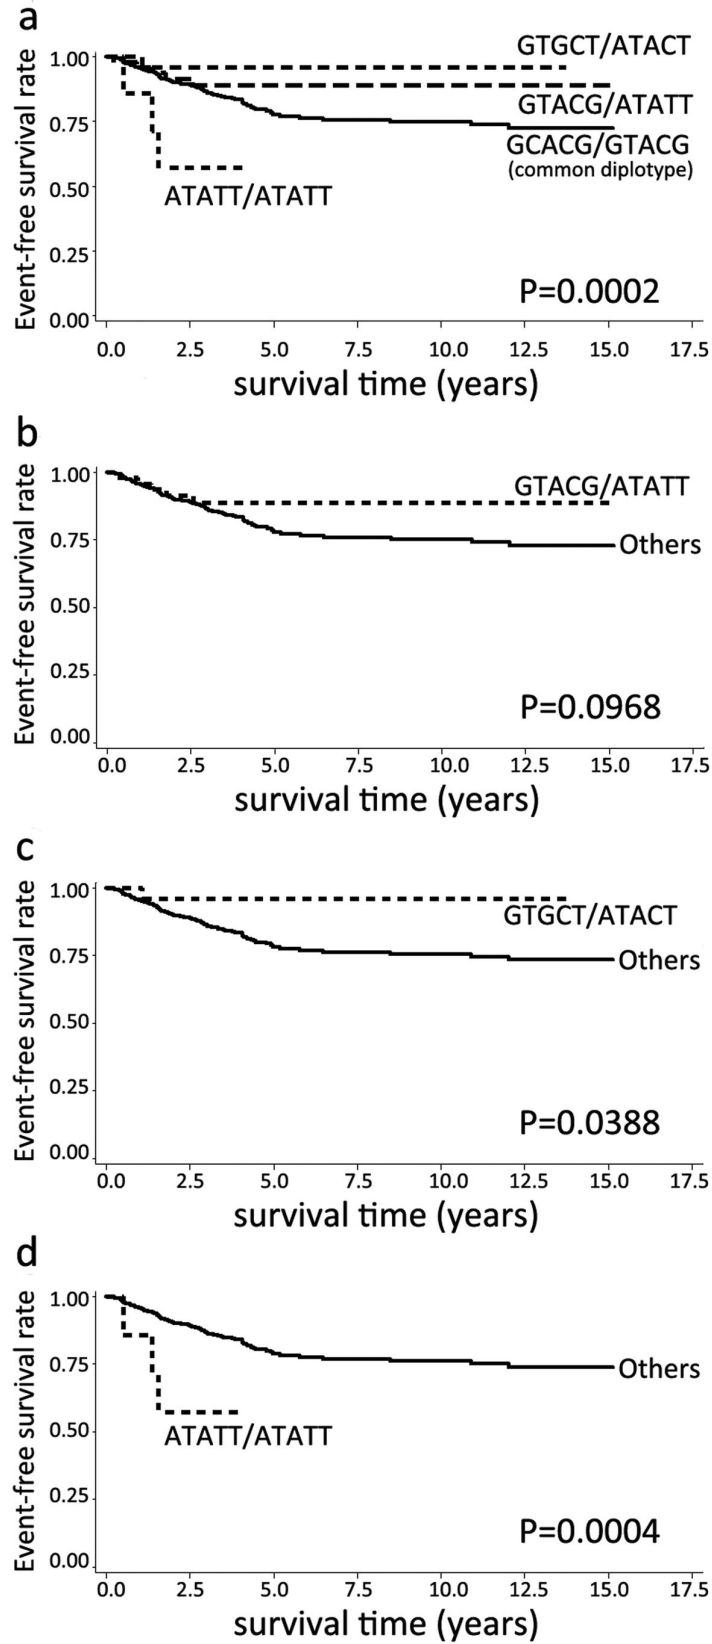 a
GTGCT/ATACT
1.00
GTACG/ATATT
0.75
GCACG/GTACG
(common diplotype)
0.50
ATATT/ATATT
0.25
P=0.0002
0.00
Event-free survival rate
0.0 2.5 5.0 7.5 10.0 12.5 15.0 17.5
survival time (years)
b
1.00
GTACG/ATATT
0.75
Others
0.50
0.25
P=0.0968
0.00
Event-free survival rate
0.0 2.5 5.0 7.5 10.0 12.5 15.0 17.5
survival time (years)
c
1.00
GTGCT/ATACT
0.75
Others
0.50
0.25
P=0.0388
0.00
Event-free survival rate
0.0 2.5 5.0 7.5 10.0 12.5 15.0 17.5
survival time (years)
d
1.00
0.75
Others
0.50
ATATT/ATATT
0.25
P=0.0004
0.00
Event-free survival rate
0.0 2.5 5.0 7.5 10.0 12.5 15.0 17.5
survival time (years)